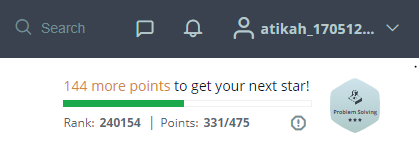 Search
atikah_170512...
144 more points to get your next star!
Rank: 240154 | Points: 331/475
Problem Solving